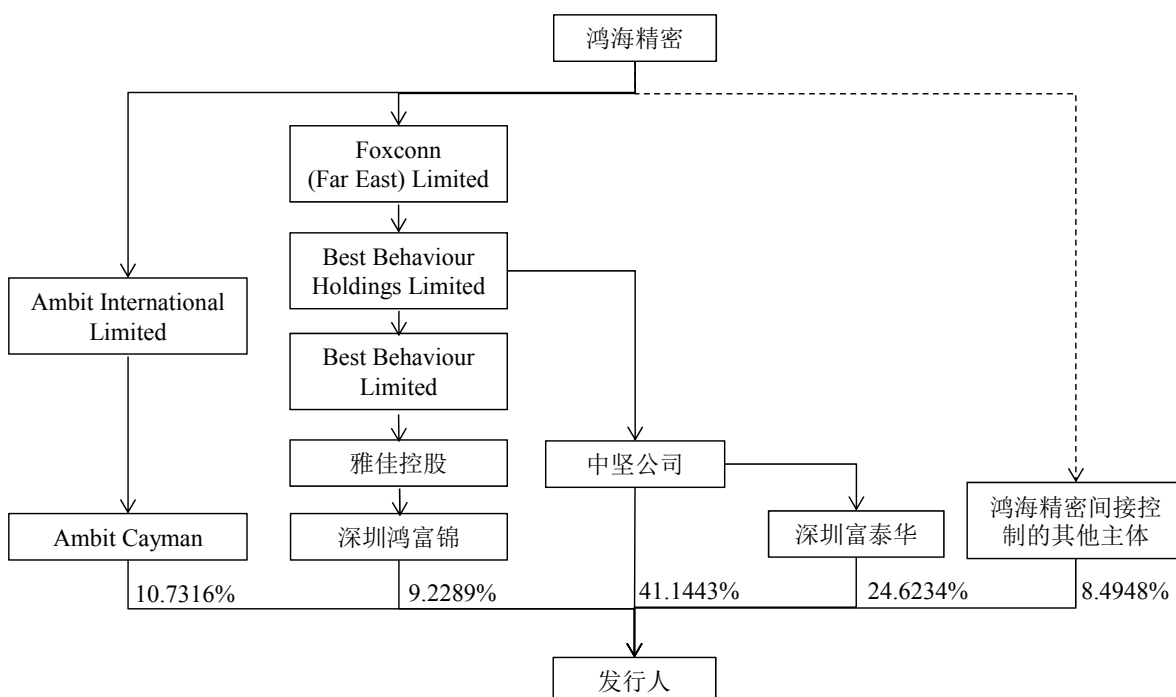 鸿海精密
Foxconn
(Far East) Limited
Best Behaviour
Holdings Limited
Ambit International
Limited
Best Behaviour
Limited
雅佳控股
中坚公司
Ambit Cayman
深圳鸿富锦
深圳富泰华
鸿海精密间接控
制的其他主体
10.7316%
9.2289%
41.1443%
24.6234%
8.4948%
发行人